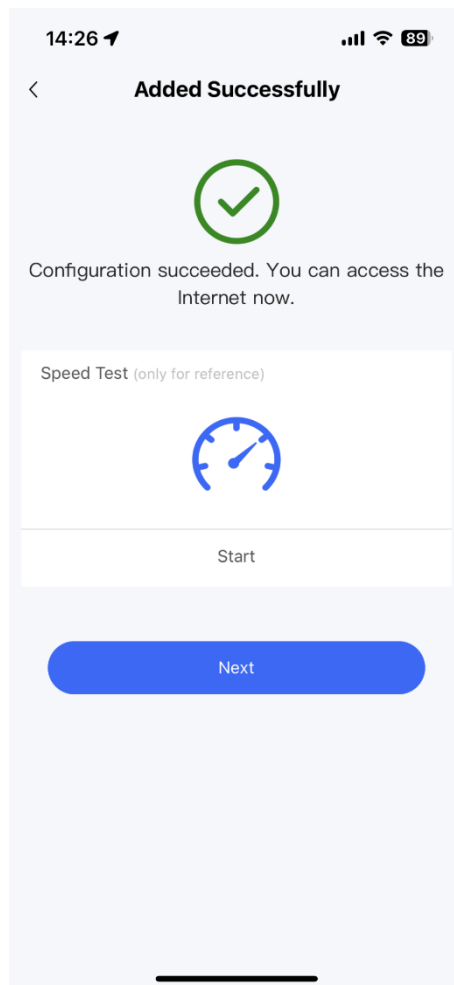 14:26
89
Added Successfully
Configuration succeeded. You can access the
Internet now.
Speed Test (only for reference)
Start
Next